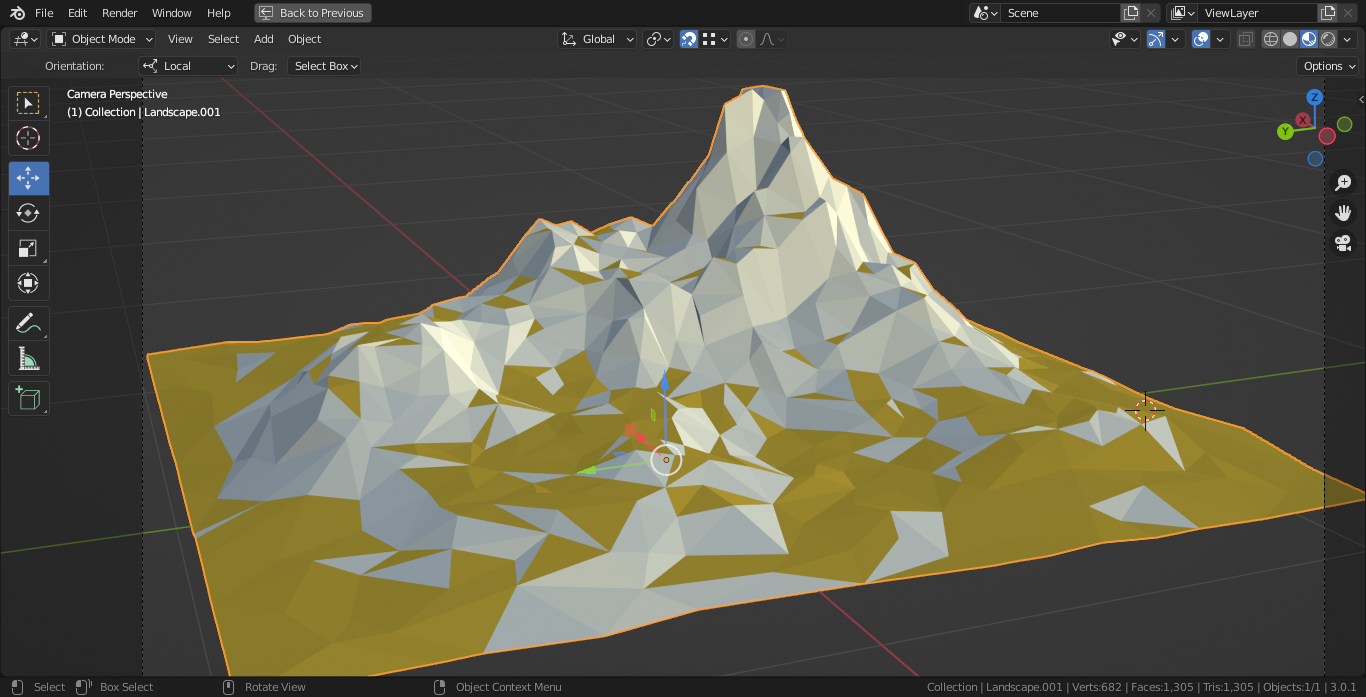 File Edit Render Window Help Back to Previous Scene ViewLayer
Object Mode View Select Add Object Global
Orientation: Local Drag: Select Box Options
Camera Perspective
(1) Collection | Landscape.001
Z
X
Y
Select Box Select Rotate View Object Context Menu Collection | Landscape.001 | Verts:682 | Faces:1,305 | Tris:1,305 | Objects:1/1 | 3.0.1